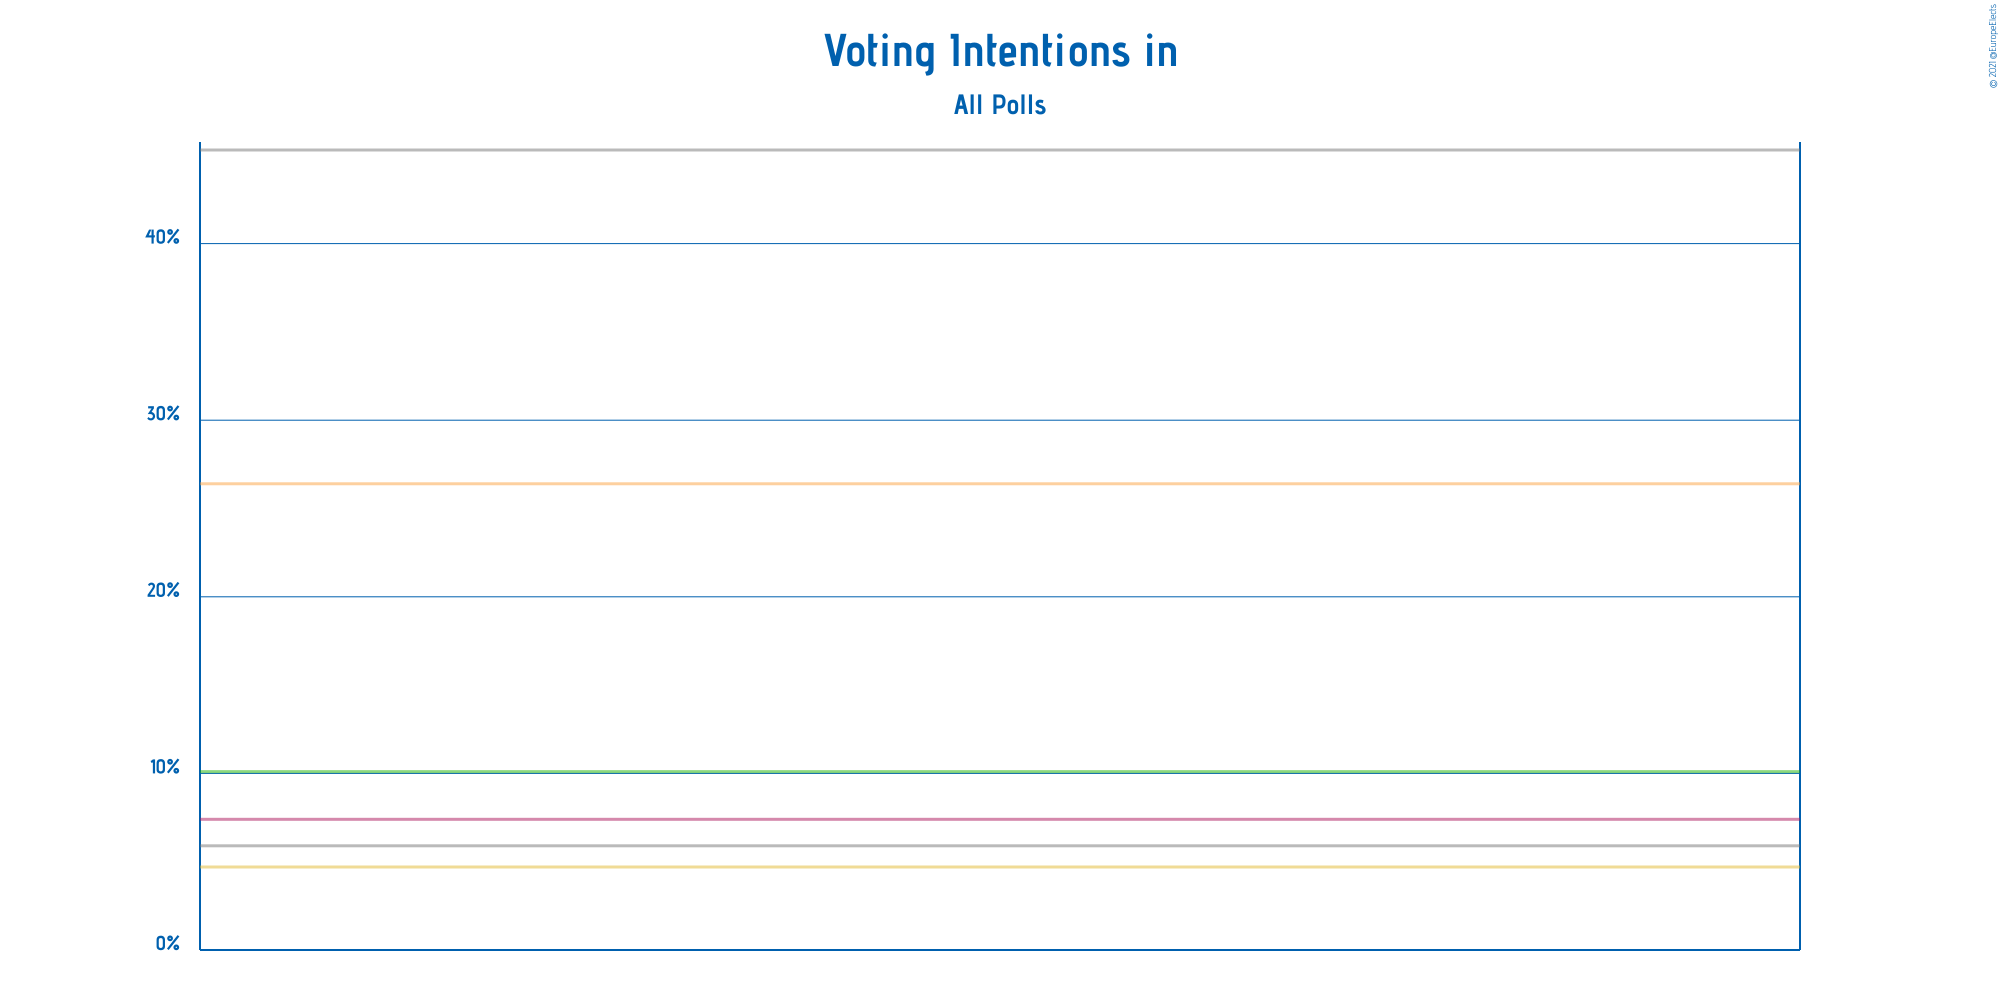 Voting Intentions in
All Polls
40%
30%
20%
10%
0%
© 2021 @EuropeElects